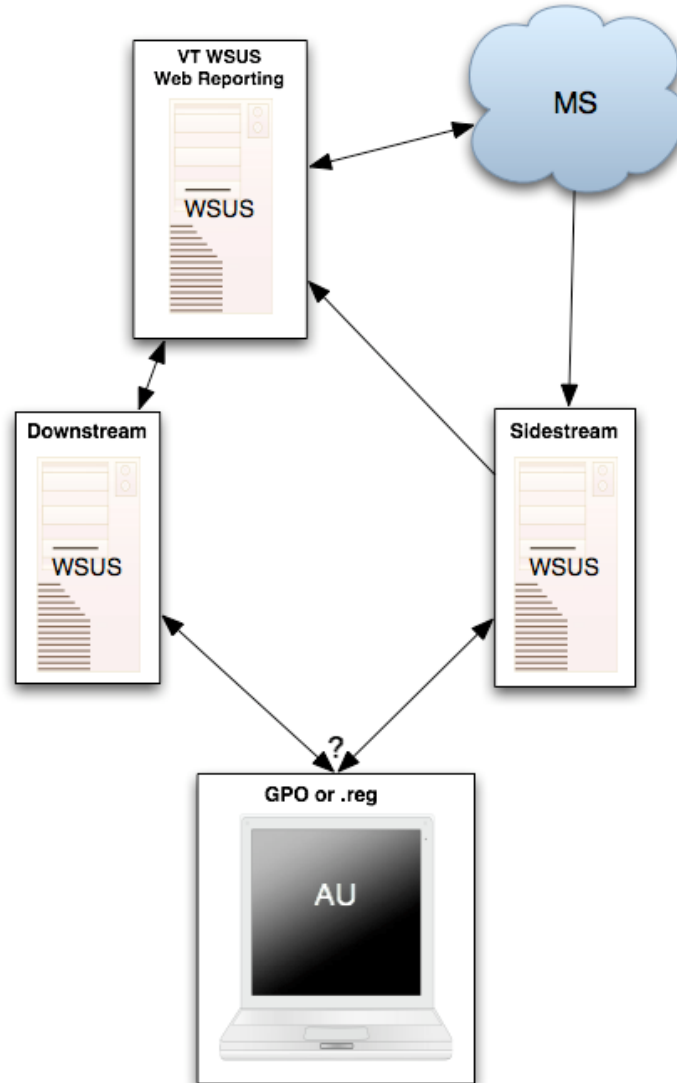 VT WSUS
Web Reporting
WSUS
MS
Downstream
WSUS
Sidestream
WSUS
?
GPO or .reg
AU